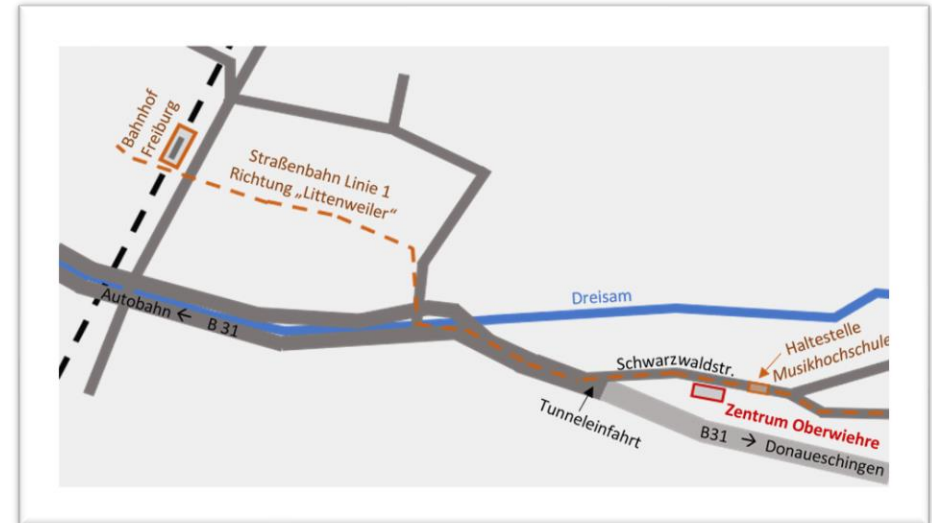 Bahnhof
Freiburg
Straßenbahn Linie 1
Richtung „Littenweiler“
Dreisam
Autobahn ← B 31
Haltestelle
Musikhochschule
Schwarzwaldstr.
Zentrum Oberwiehre
Tunneleinfahrt
B31 → Donaueschingen